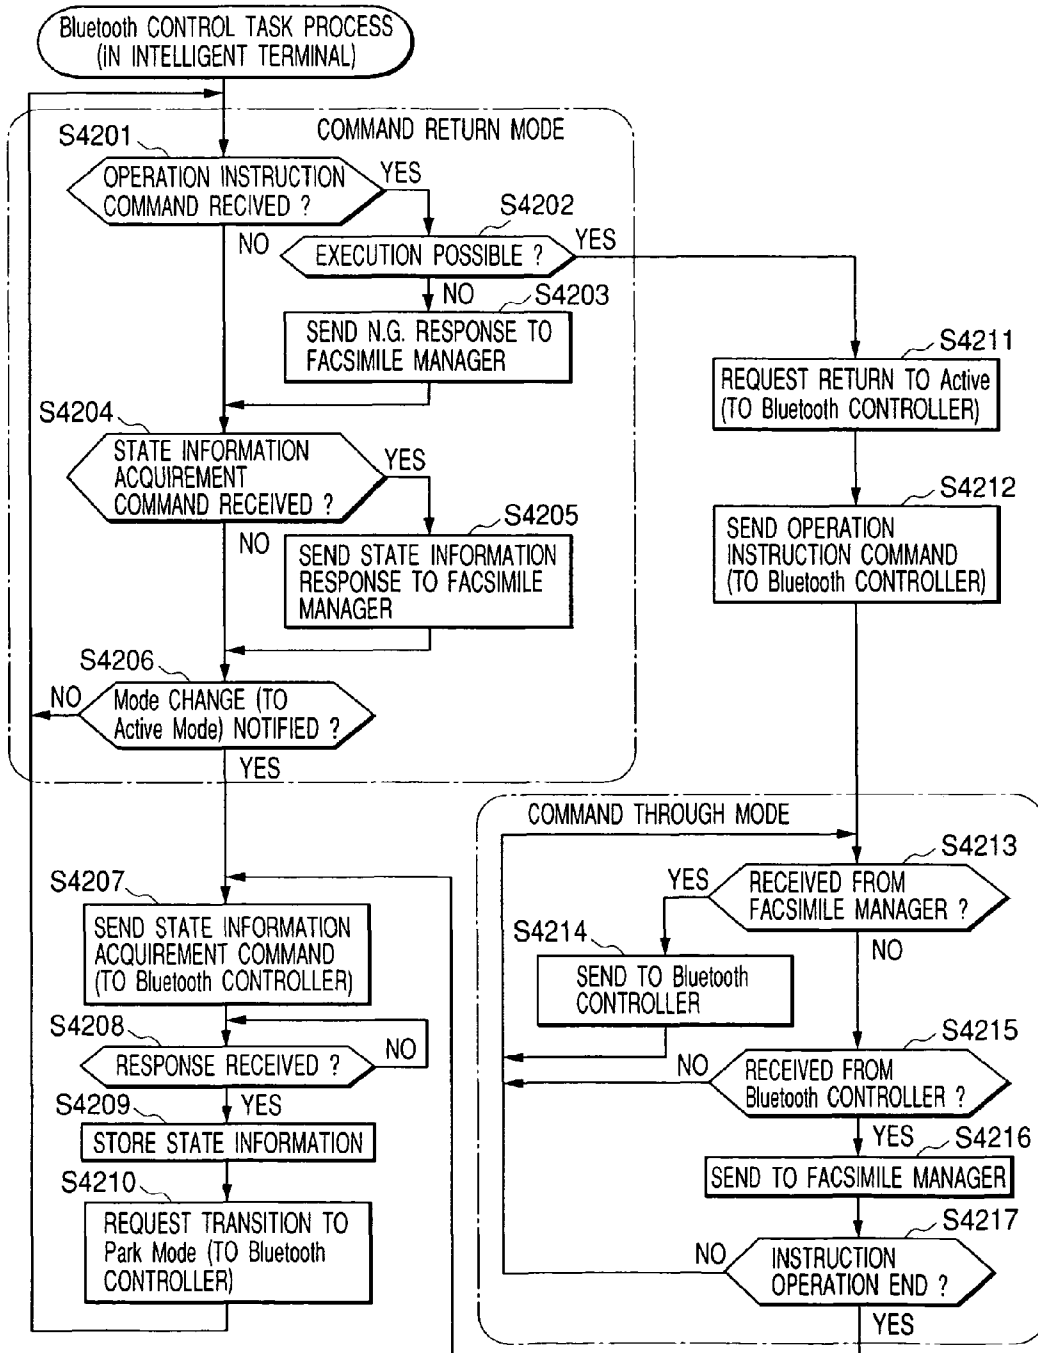 Bluetooth CONTROL TASK PROCESS
(IN INTELLIGENT TERMINAL)
COMMAND RETURN MODE
S4201
OPERATION INSTRUCTION
COMMAND RECIVED ?
YES
NO
S4202
EXECUTION POSSIBLE ?
YES
NO
S4203
SEND N.G. RESPONSE TO
FACSIMILE MANAGER
S4204
STATE INFORMATION
ACQUIREMENT
COMMAND RECEIVED ?
YES
NO
S4205
SEND STATE INFORMATION
RESPONSE TO FACSIMILE
MANAGER
S4206
Mode CHANGE (TO
Active Mode) NOTIFIED ?
NO
YES
S4207
SEND STATE INFORMATION
ACQUIREMENT COMMAND
(TO Bluetooth CONTROLLER)
S4208
RESPONSE RECEIVED ?
NO
YES
S4209
STORE STATE INFORMATION
S4210
REQUEST TRANSITION TO
Park Mode (TO Bluetooth
CONTROLLER)
S4211
REQUEST RETURN TO Active
(TO Bluetooth CONTROLLER)
S4212
SEND OPERATION
INSTRUCTION COMMAND
(TO Bluetooth CONTROLLER)
COMMAND THROUGH MODE
S4213
RECEIVED FROM
FACSIMILE MANAGER ?
YES
NO
S4214
SEND TO Bluetooth
CONTROLLER
S4215
RECEIVED FROM
Bluetooth CONTROLLER ?
NO
YES
S4216
SEND TO FACSIMILE MANAGER
S4217
INSTRUCTION
OPERATION END ?
NO
YES